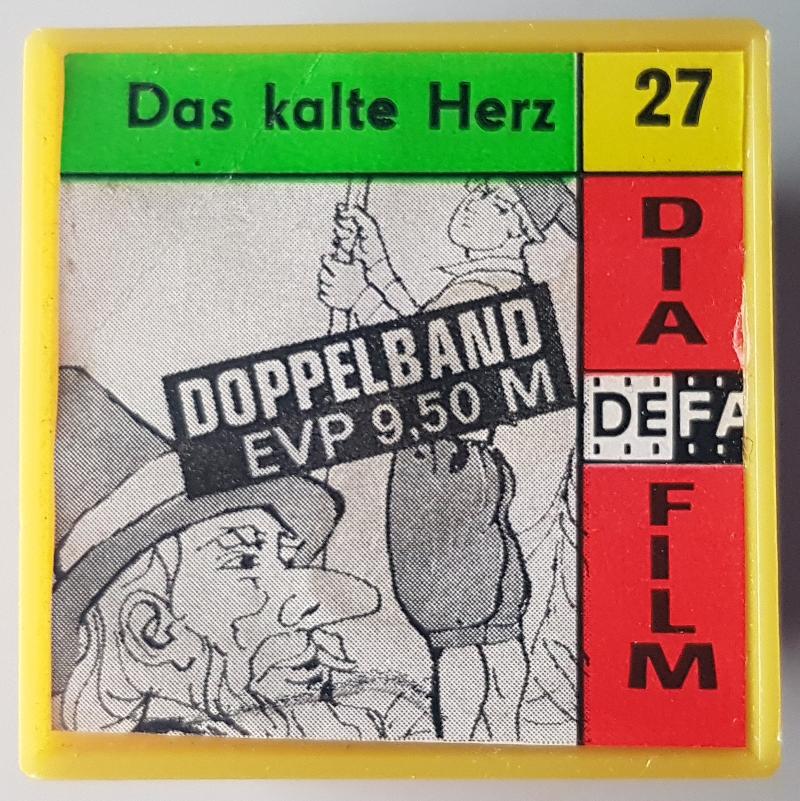 Das kalte Herz
27
DOPPELBAND
EVP 9,50 M
DIA
DEFA
FILM